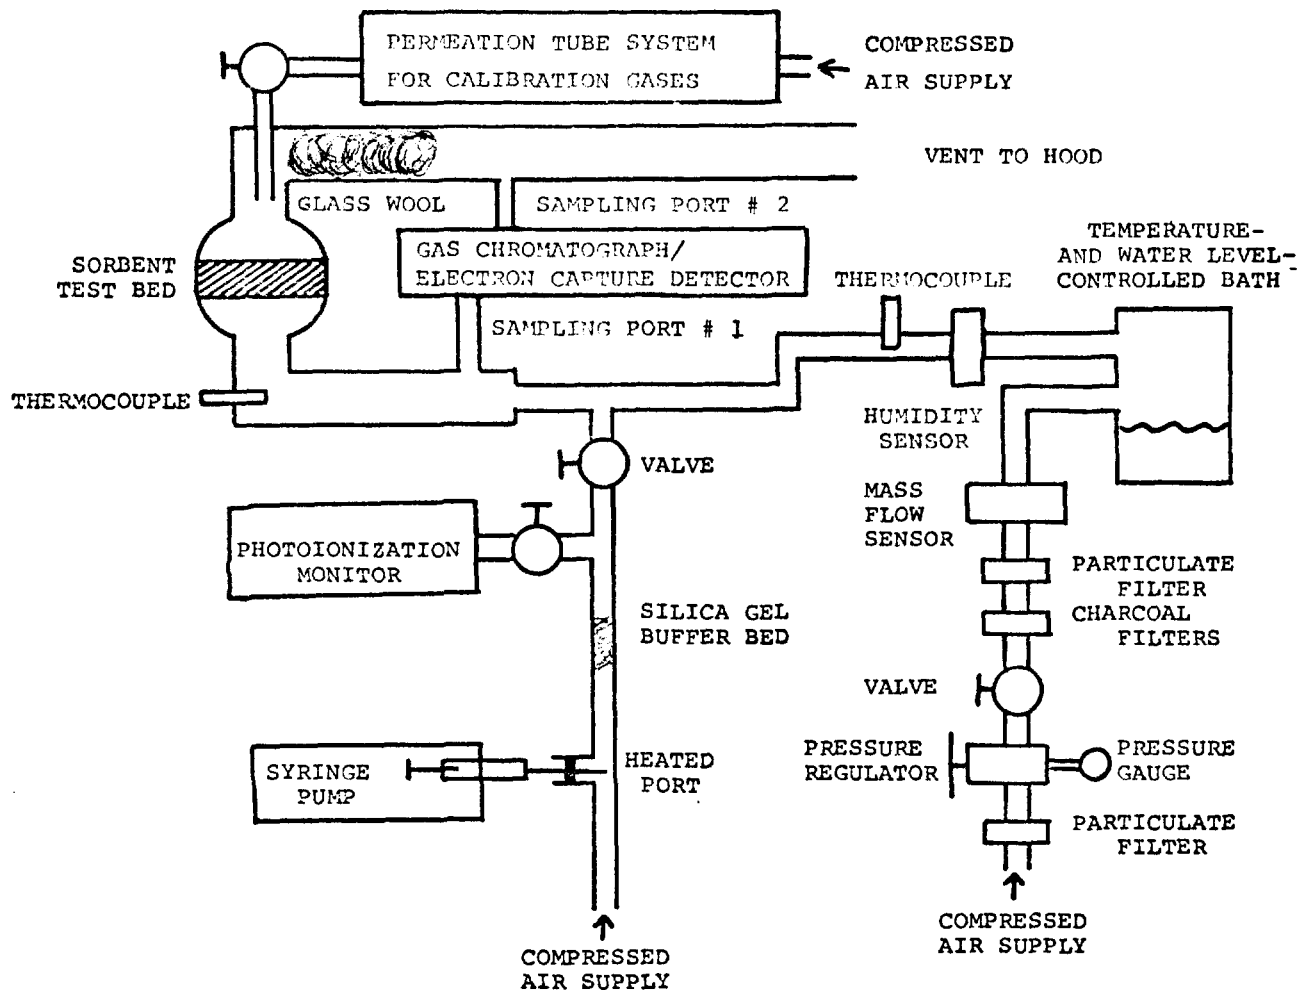 PERMEATION TUBE SYSTEM
FOR CALIBRATION GASES
COMPRESSED
AIR SUPPLY
VENT TO HOOD
GLASS WOOL
SAMPLING PORT # 2
GAS CHROMATOGRAPH/
ELECTRON CAPTURE DETECTOR
SORBENT
TEST BED
TEMPERATURE-
AND WATER LEVEL-
CONTROLLED BATH
THERMOCOUPLE
SAMPLING PORT # 1
THERMOCOUPLE
HUMIDITY
SENSOR
VALVE
MASS
FLOW
SENSOR
PHOTOIONIZATION
MONITOR
PARTICULATE
FILTER
CHARCOAL
FILTERS
SILICA GEL
BUFFER BED
VALVE
PRESSURE
REGULATOR
PRESSURE
GAUGE
SYRINGE
PUMP
HEATED
PORT
PARTICULATE
FILTER
COMPRESSED
AIR SUPPLY
COMPRESSED
AIR SUPPLY